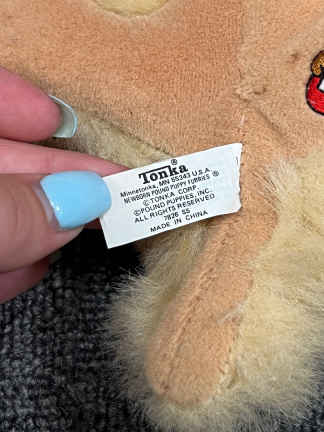 Tonka®
Minnetonka, MN 55343 U.S.A.
NEWBORN POUND PUPPY FURRIES ®
©TONKA CORP.
©POUND PUPPIES, INC.
ALL RIGHTS RESERVED
7826 SS
MADE IN CHINA